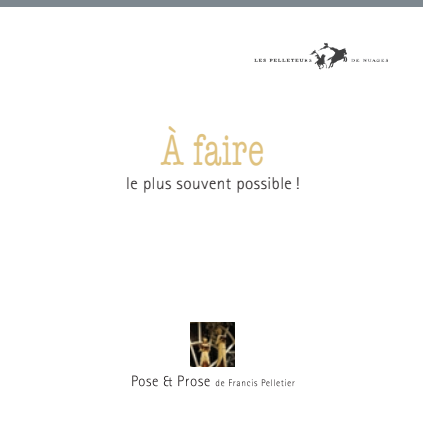 LES PELLETEURS DE NUAGES
À faire
le plus souvent possible !
Pose & Prose de Francis Pelletier